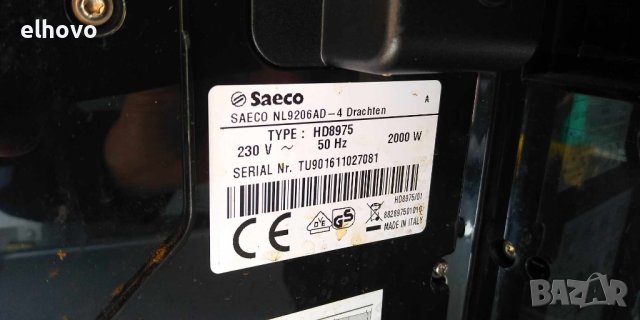 elhovo
Saeco
SAECO NL9206AD-4 Drachten
A
TYPE : HD8975
230 V ~ 50 Hz 2000 W
SERIAL Nr. TU901611027081
HD8975/01
CE
GS
MADE IN ITALY
BAZAR